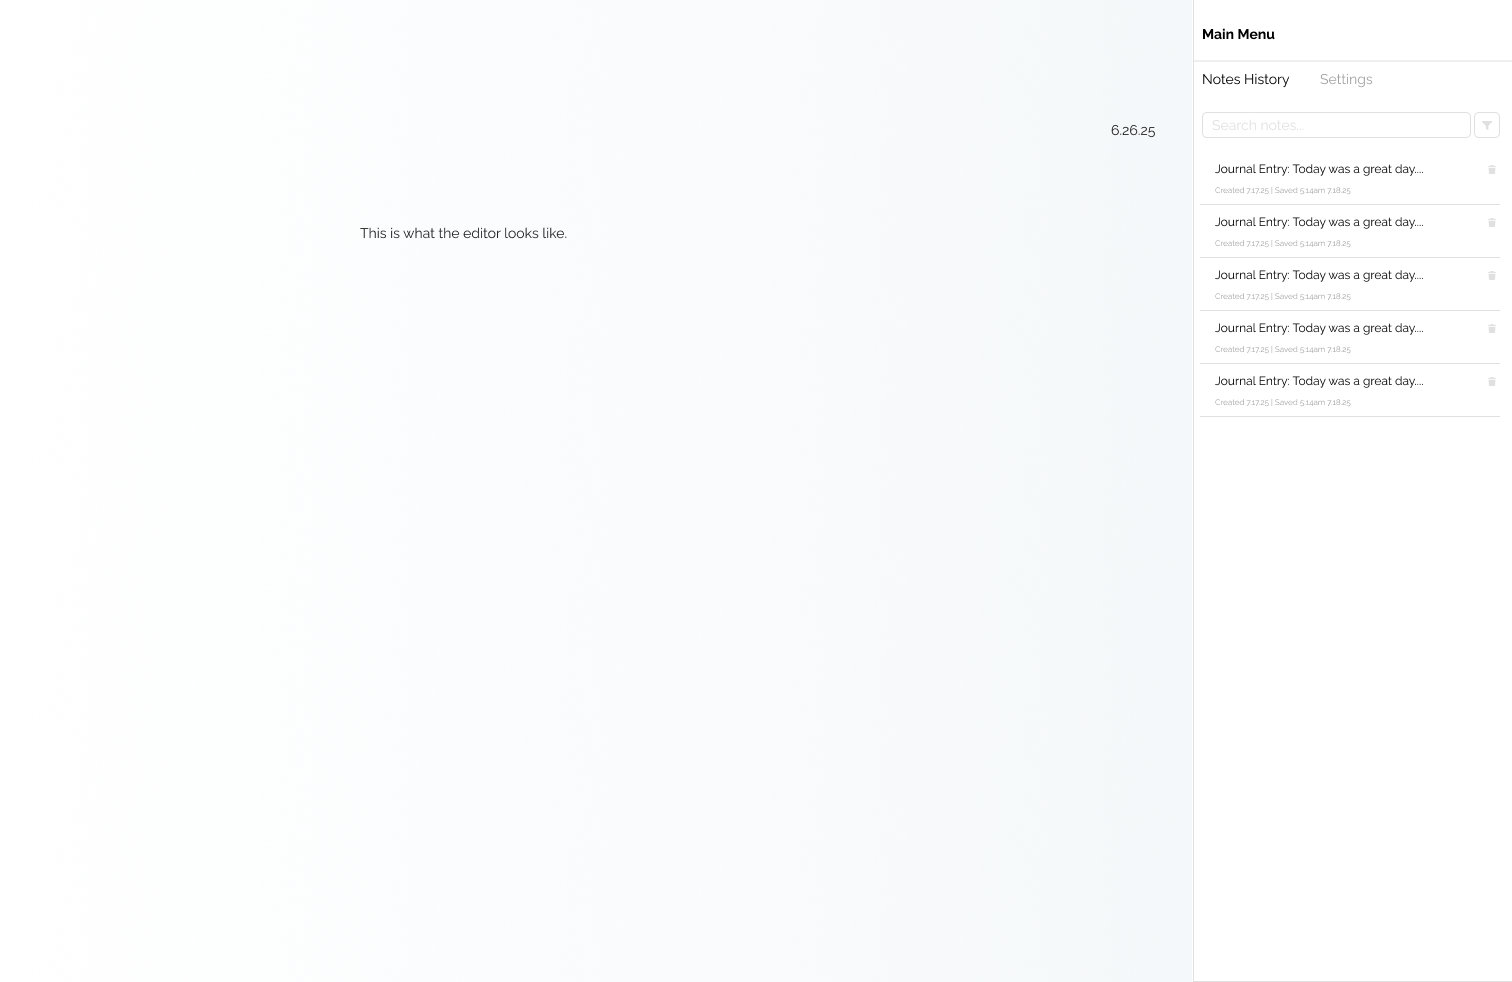 Main Menu
Notes History Settings
Search notes...
6.26.25
This is what the editor looks like.
Journal Entry: Today was a great day....
Created 7.17.25 | Saved 5:14am 7.18.25
Journal Entry: Today was a great day....
Created 7.17.25 | Saved 5:14am 7.18.25
Journal Entry: Today was a great day....
Created 7.17.25 | Saved 5:14am 7.18.25
Journal Entry: Today was a great day....
Created 7.17.25 | Saved 5:14am 7.18.25
Journal Entry: Today was a great day....
Created 7.17.25 | Saved 5:14am 7.18.25